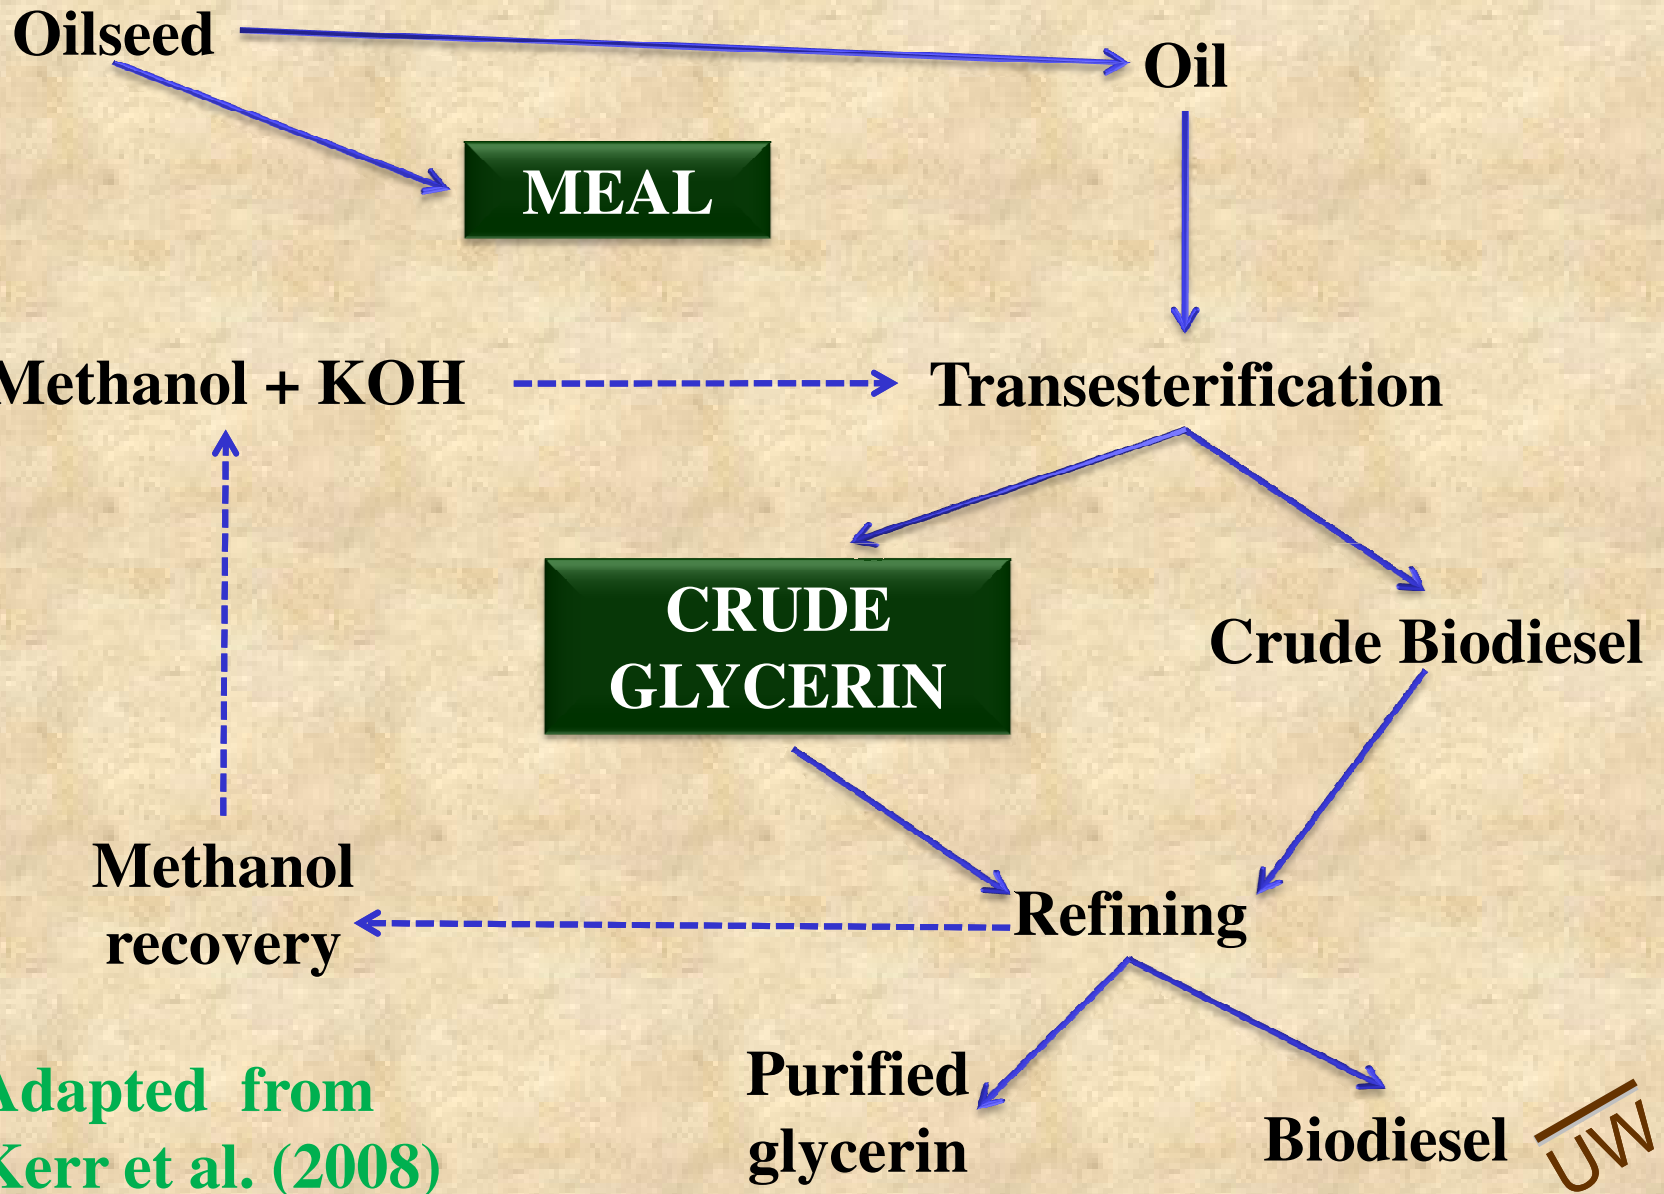 Oilseed
Oil
MEAL
Methanol + KOH
Transesterification
CRUDE
GLYCERIN
Crude Biodiesel
Methanol
recovery
Refining
Purified
glycerin
Biodiesel
Adapted from
Kerr et al. (2008)
UW